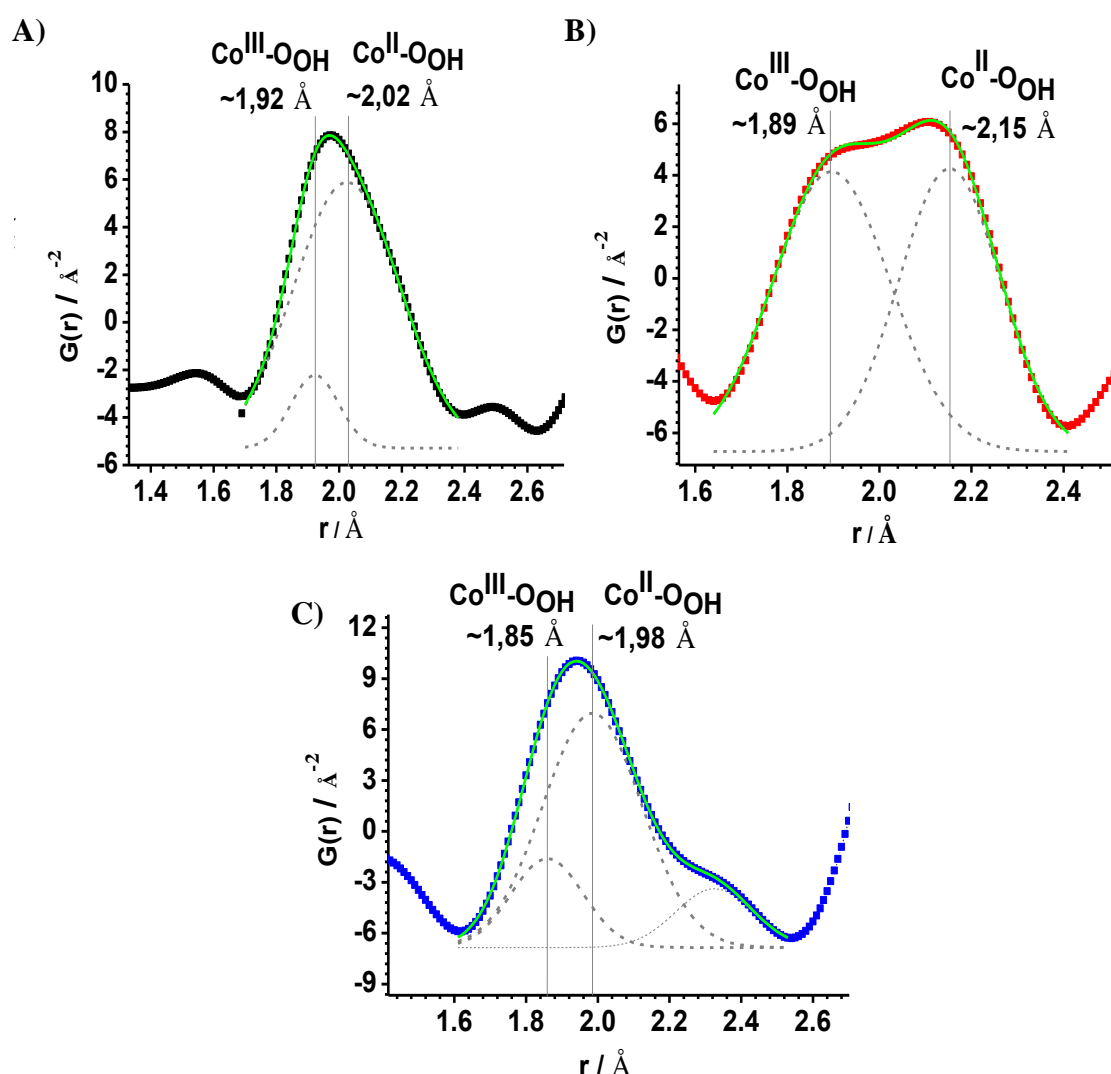 A)
Co^III-O_OH Co^II-O_OH
~1,92 Å ~2,02 Å
10
8
6
4
2
0
-2
-4
-6
G(r) / Å^-2
1.4 1.6 1.8 2.0 2.2 2.4 2.6
r / Å
B)
Co^III-O_OH Co^II-O_OH
~1,89 Å ~2,15 Å
6
4
2
0
-2
-4
-6
G(r) / Å^-2
1.6 1.8 2.0 2.2 2.4
r / Å
C)
Co^III-O_OH Co^II-O_OH
~1,85 Å ~1,98 Å
12
9
6
3
0
-3
-6
-9
G(r) / Å^-2
1.6 1.8 2.0 2.2 2.4 2.6
r / Å